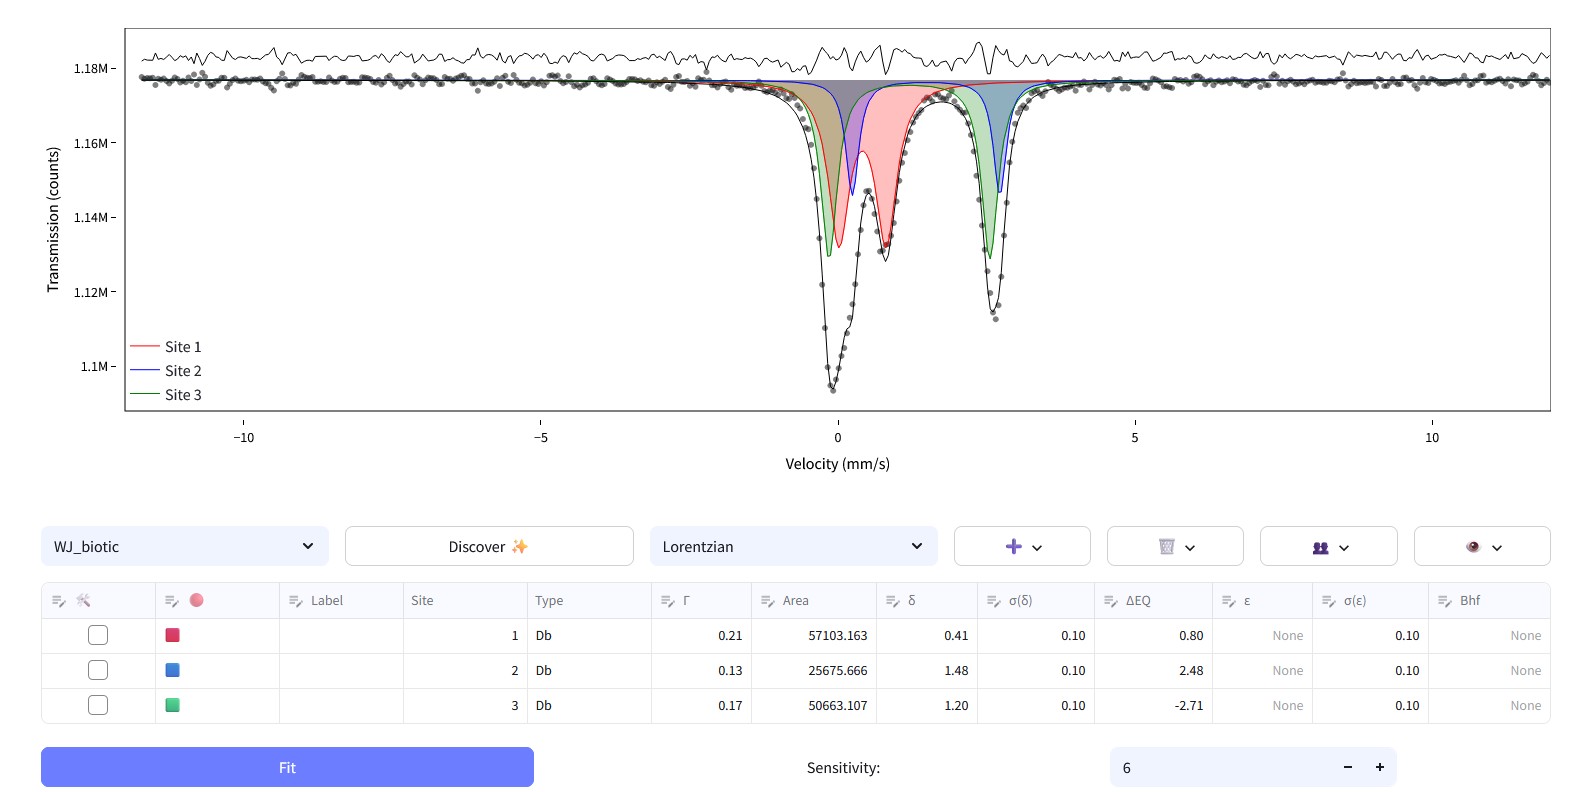 1.18M
1.16M
1.14M
1.12M
1.1M
Transmission (counts)
Site 1
Site 2
Site 3
−10 −5 0 5 10
Velocity (mm/s)
WJ_biotic Discover ✨ Lorentzian
Label Site Type Γ Area δ σ(δ) ΔEQ ε σ(ε) Bhf
1 Db 0.21 57103.163 0.41 0.10 0.80 None 0.10 None
2 Db 0.13 25675.666 1.48 0.10 2.48 None 0.10 None
3 Db 0.17 50663.107 1.20 0.10 -2.71 None 0.10 None
Fit Sensitivity: 6 − +